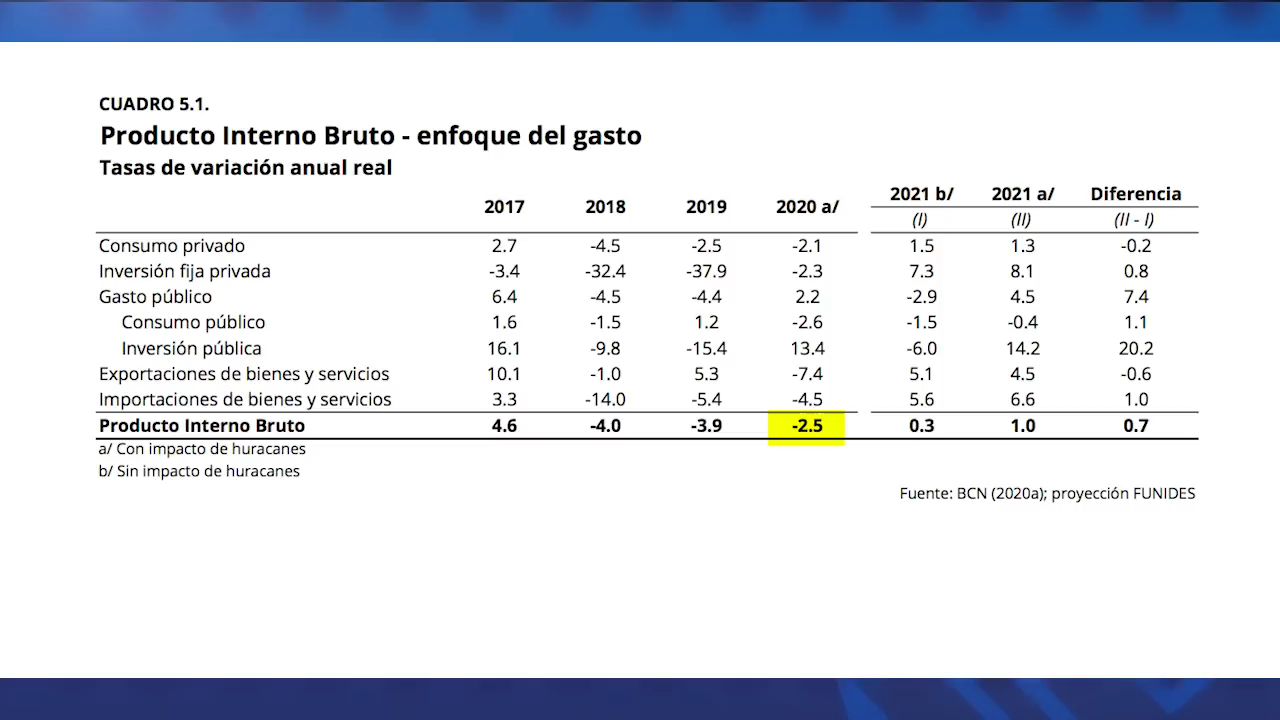 CUADRO 5.1.
Producto Interno Bruto - enfoque del gasto
Tasas de variación anual real
2017 2018 2019 2020 a/ 2021 b/ 2021 a/ Diferencia
(I) (II) (II - I)
Consumo privado 2.7 -4.5 -2.5 -2.1 1.5 1.3 -0.2
Inversión fija privada -3.4 -32.4 -37.9 -2.3 7.3 8.1 0.8
Gasto público 6.4 -4.5 -4.4 2.2 -2.9 4.5 7.4
Consumo público 1.6 -1.5 1.2 -2.6 -1.5 -0.4 1.1
Inversión pública 16.1 -9.8 -15.4 13.4 -6.0 14.2 20.2
Exportaciones de bienes y servicios 10.1 -1.0 5.3 -7.4 5.1 4.5 -0.6
Importaciones de bienes y servicios 3.3 -14.0 -5.4 -4.5 5.6 6.6 1.0
Producto Interno Bruto 4.6 -4.0 -3.9 -2.5 0.3 1.0 0.7
a/ Con impacto de huracanes
b/ Sin impacto de huracanes
Fuente: BCN (2020a); proyección FUNIDES